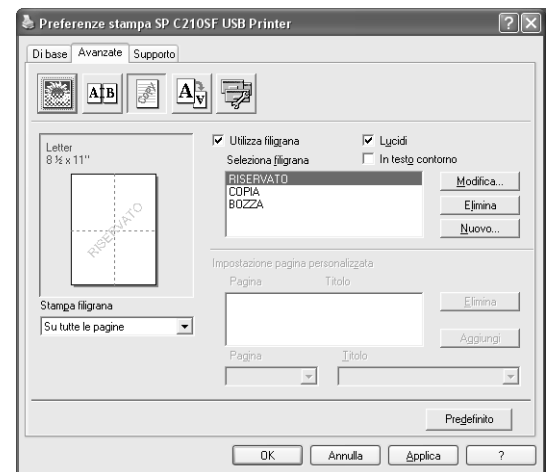 Preferenze stampa SP C210SF USB Printer
Di base Avanzate Supporto
A B
COPY
A A
Letter
8 ½ x 11"
RISERVATO
Stampa filigrana
Su tutte le pagine
Utilizza filigrana
Lucidi
Seleziona filigrana
In testo contorno
RISERVATO
COPIA
BOZZA
Modifica...
Elimina
Nuovo...
Impostazione pagina personalizzata
Pagina Titolo
Elimina
Aggiungi
Pagina Titolo
Predefinito
OK Annulla Applica ?